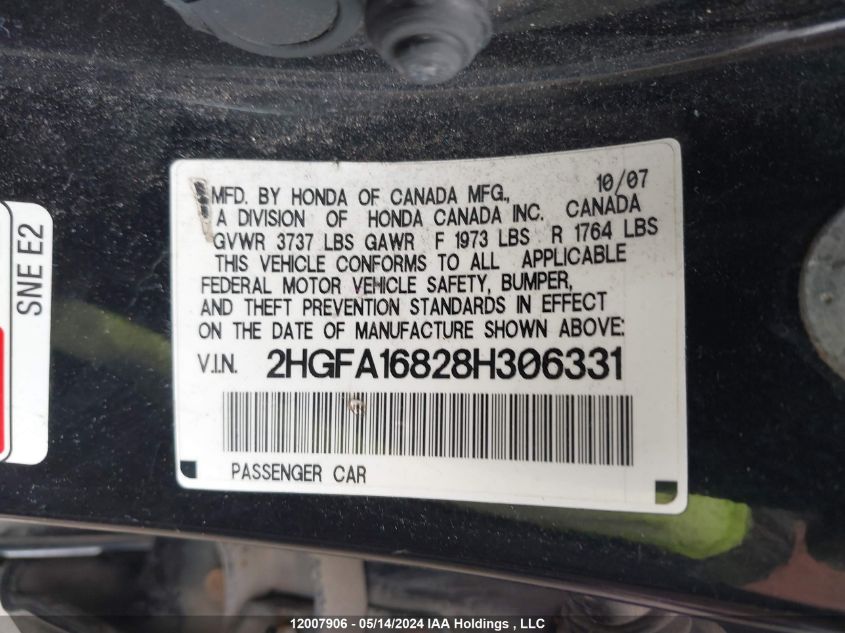 MFD. BY HONDA OF CANADA MFG., 10/07
A DIVISION OF HONDA CANADA INC. CANADA
GVWR 3737 LBS GAWR F 1973 LBS R 1764 LBS
THIS VEHICLE CONFORMS TO ALL APPLICABLE
FEDERAL MOTOR VEHICLE SAFETY, BUMPER,
AND THEFT PREVENTION STANDARDS IN EFFECT
ON THE DATE OF MANUFACTURE SHOWN ABOVE:
V.I.N. 2HGFA16828H306331
PASSENGER CAR
SNE E2
12007906 - 05/14/2024 IAA Holdings , LLC